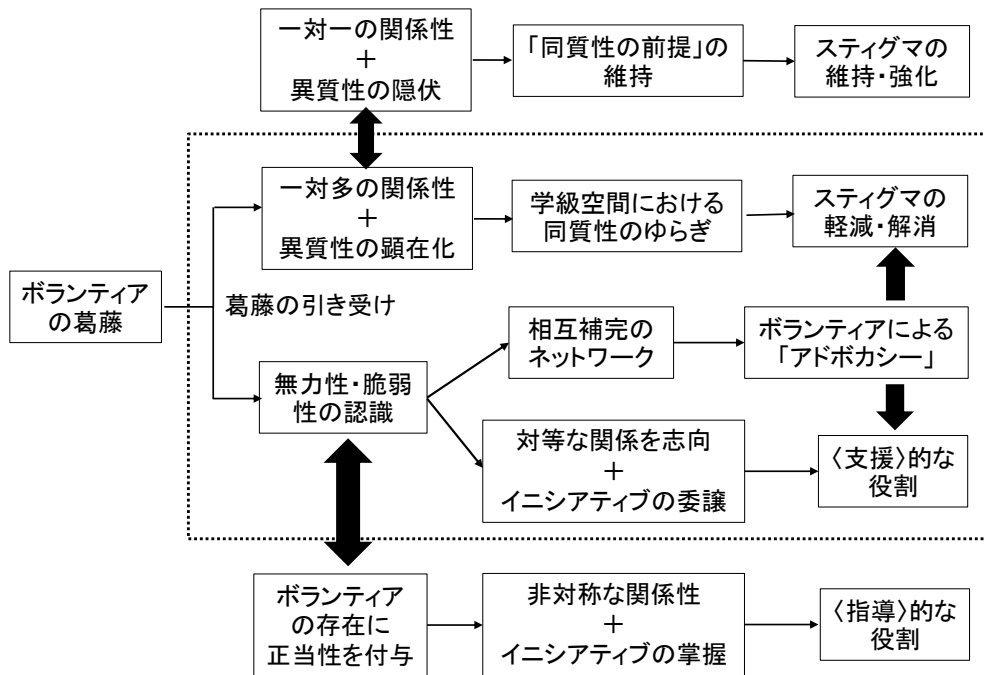 一対一の関係性
＋
異質性の隠伏
「同質性の前提」の
維持
スティグマの
維持・強化
一対多の関係性
＋
異質性の顕在化
学級空間における
同質性のゆらぎ
スティグマの
軽減・解消
ボランティア
の葛藤
葛藤の引き受け
相互補完の
ネットワーク
ボランティアによる
「アドボカシー」
無力性・脆弱
性の認識
対等な関係を志向
＋
イニシアティブの委譲
〈支援〉的な
役割
ボランティア
の存在に
正当性を付与
非対称な関係性
＋
イニシアティブの掌握
〈指導〉的な
役割